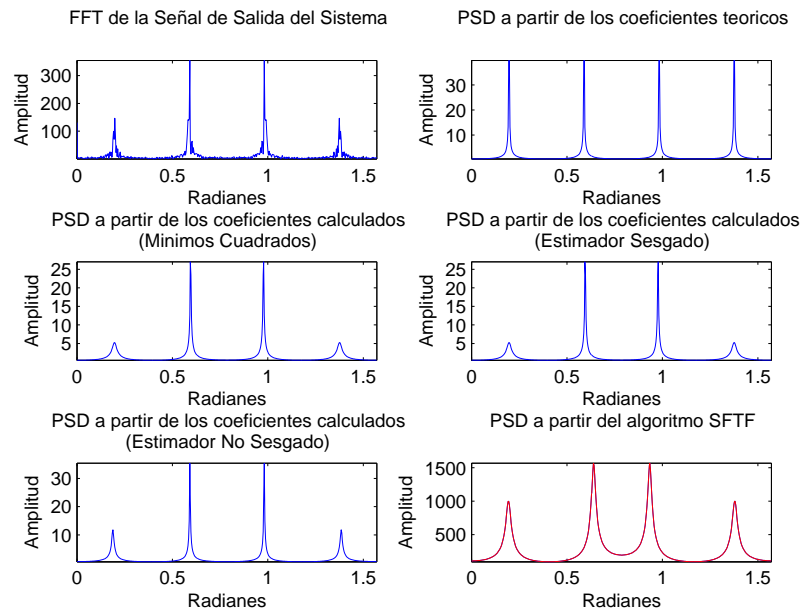 FFT de la Señal de Salida del Sistema
Amplitud
300
200
100
0 0.5 1 1.5
Radianes
PSD a partir de los coeficientes teoricos
Amplitud
30
20
10
0 0.5 1 1.5
Radianes
PSD a partir de los coeficientes calculados
(Minimos Cuadrados)
Amplitud
25
20
15
10
5
0 0.5 1 1.5
Radianes
PSD a partir de los coeficientes calculados
(Estimador Sesgado)
Amplitud
25
20
15
10
5
0 0.5 1 1.5
Radianes
PSD a partir de los coeficientes calculados
(Estimador No Sesgado)
Amplitud
30
20
10
0 0.5 1 1.5
Radianes
PSD a partir del algoritmo SFTF
Amplitud
1500
1000
500
0 0.5 1 1.5
Radianes